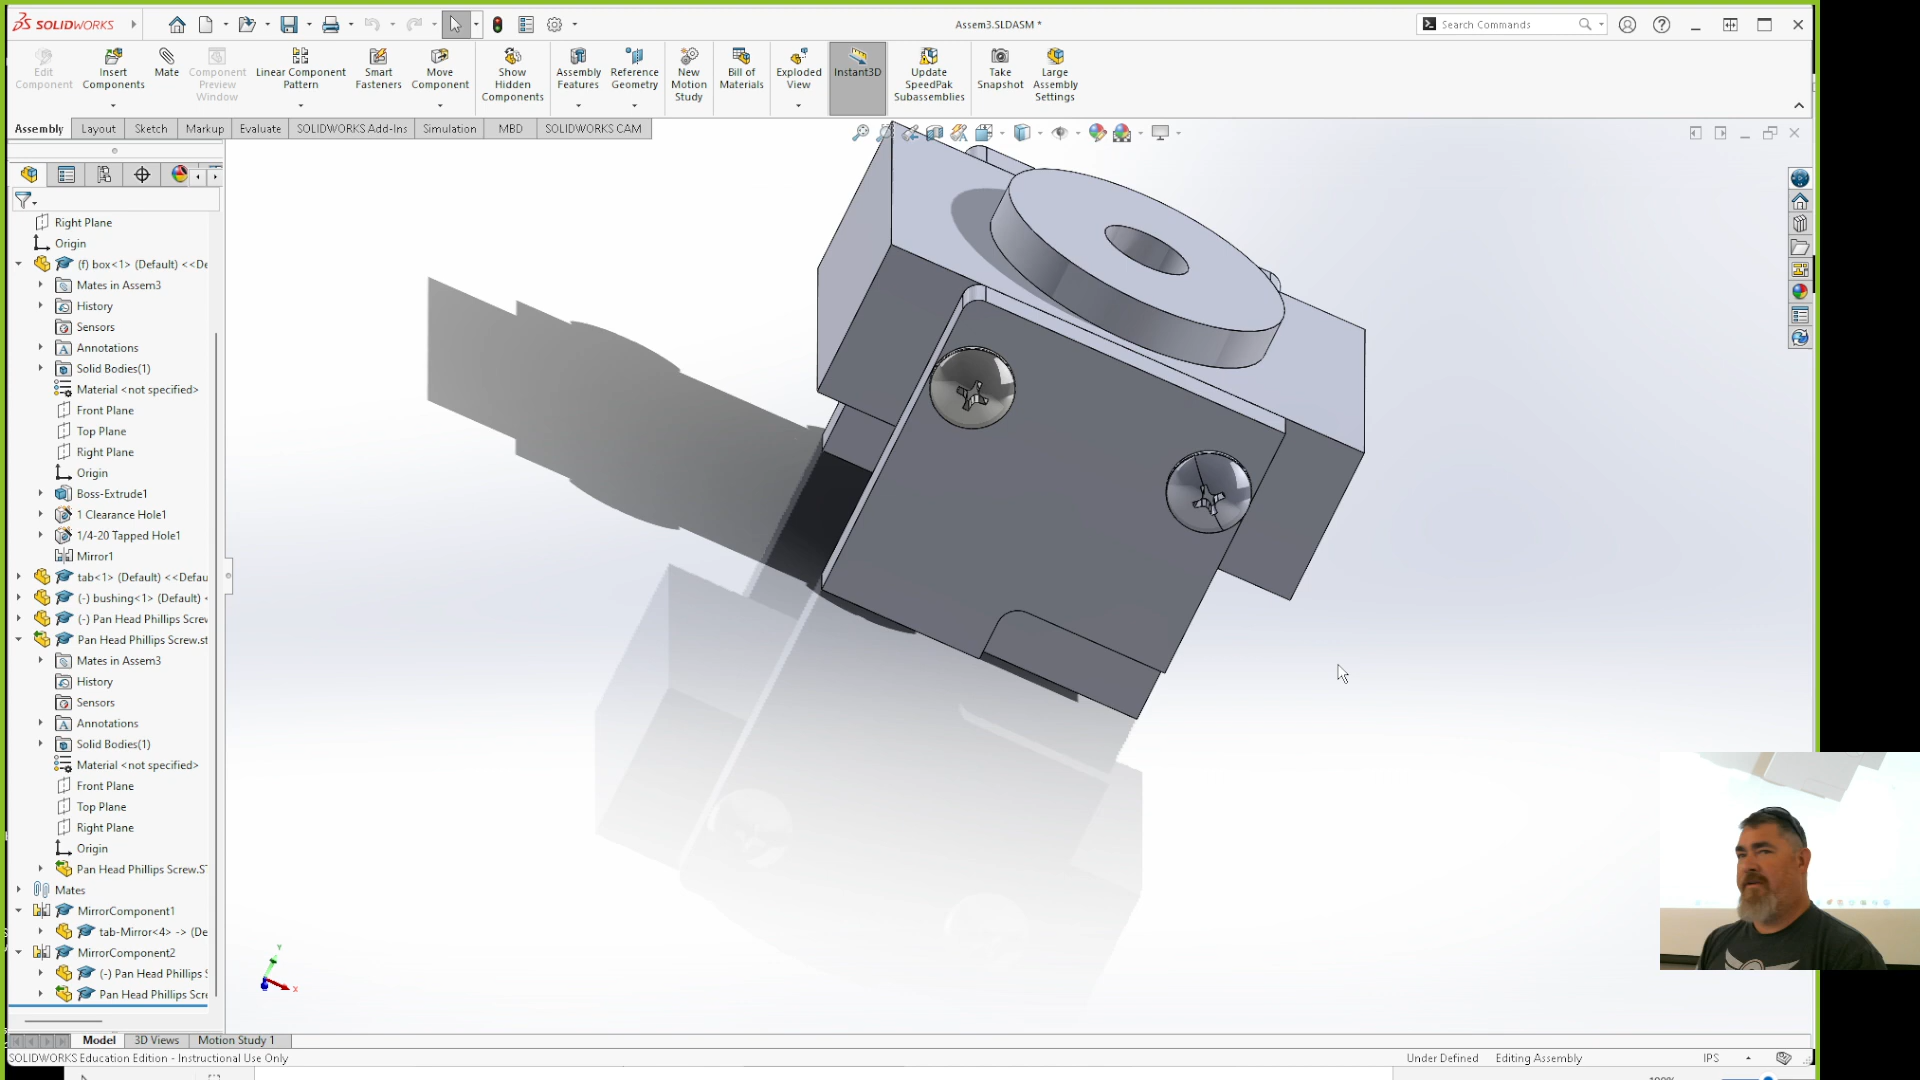 SOLIDWORKS
Assem3.SLDASM *
Search Commands
Edit Component
Insert Components
Mate
Component Preview Window
Linear Component Pattern
Smart Fasteners
Move Component
Show Hidden Components
Assembly Features
Reference Geometry
New Motion Study
Bill of Materials
Exploded View
Instant3D
Update SpeedPak Subassemblies
Take Snapshot
Large Assembly Settings
Assembly
Layout
Sketch
Markup
Evaluate
SOLIDWORKS Add-Ins
Simulation
MBD
SOLIDWORKS CAM
Right Plane
Origin
(f) box<1> (Default) <<De
Mates in Assem3
History
Sensors
Annotations
Solid Bodies(1)
Material <not specified>
Front Plane
Top Plane
Right Plane
Origin
Boss-Extrude1
1 Clearance Hole1
1/4-20 Tapped Hole1
Mirror1
tab<1> (Default) <<Defau
(-) bushing<1> (Default) <
(-) Pan Head Phillips Screw
Pan Head Phillips Screw.st
Mates in Assem3
History
Sensors
Annotations
Solid Bodies(1)
Material <not specified>
Front Plane
Top Plane
Right Plane
Origin
Pan Head Phillips Screw.ST
Mates
MirrorComponent1
tab-Mirror<4> -> (De
MirrorComponent2
(-) Pan Head Phillips S
Pan Head Phillips Scre
Y
X
Model
3D Views
Motion Study 1
SOLIDWORKS Education Edition - Instructional Use Only
Under Defined
Editing Assembly
IPS